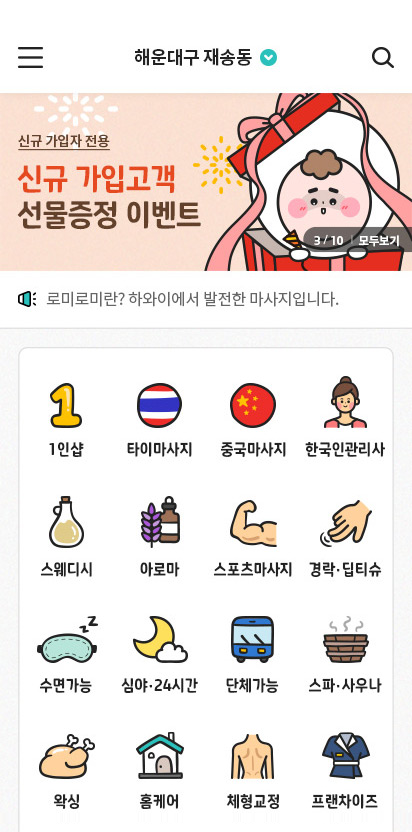 해운대구 재송동
신규 가입자 전용
신규 가입고객
선물증정 이벤트
3 / 10 | 모두보기
로미로미란? 하와이에서 발전한 마사지입니다.
1인샵 타이마사지 중국마사지 한국인관리사
스웨디시 아로마 스포츠마사지 경락·딥티슈
수면가능 심야·24시간 단체가능 스파·사우나
왁싱 홈케어 체형교정 프랜차이즈